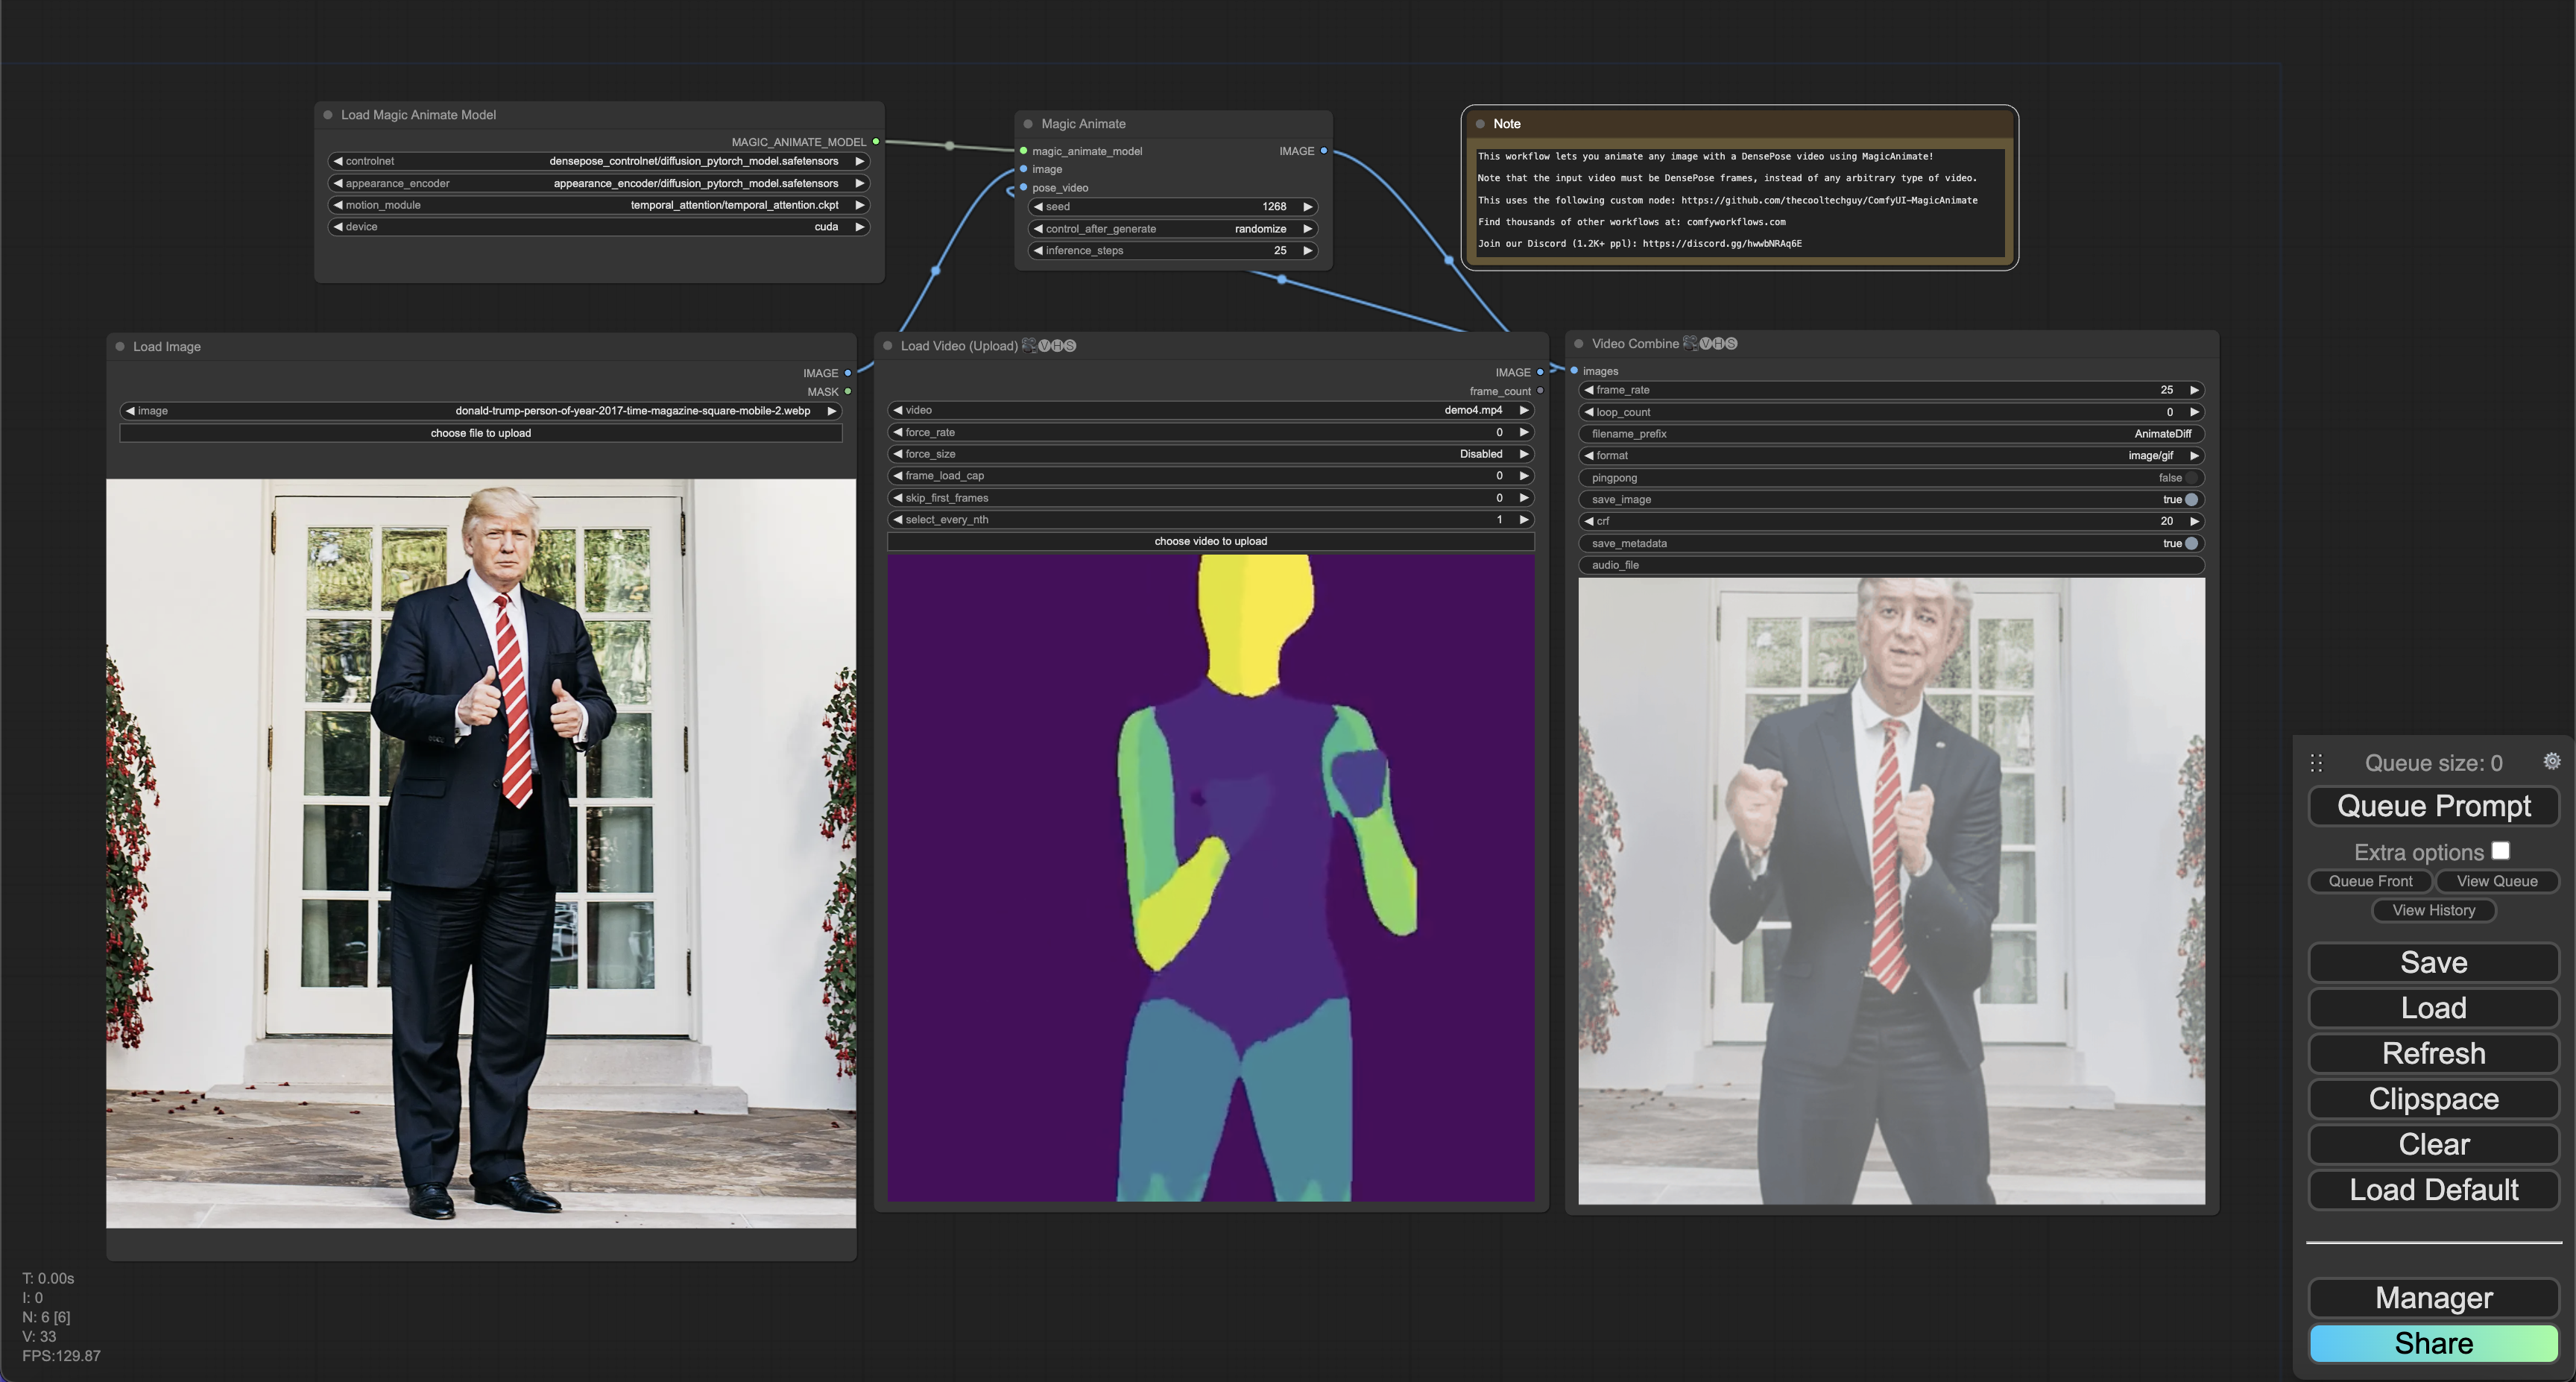 Load Magic Animate Model
MAGIC_ANIMATE_MODEL
controlnet densepose_controlnet/diffusion_pytorch_model.safetensors
appearance_encoder appearance_encoder/diffusion_pytorch_model.safetensors
motion_module temporal_attention/temporal_attention.ckpt
device cuda
Magic Animate
magic_animate_model IMAGE
image
pose_video
seed 1268
control_after_generate randomize
inference_steps 25
Note
This workflow lets you animate any image with a DensePose video using MagicAnimate!
Note that the input video must be DensePose frames, instead of any arbitrary type of video.
This uses the following custom node: https://github.com/thecooltechguy/ComfyUI-MagicAnimate
Find thousands of other workflows at: comfyworkflows.com
Join our Discord (1.2K+ ppl): https://discord.gg/hwwbNRAq6E
Load Image
IMAGE
MASK
image donald-trump-person-of-year-2017-time-magazine-square-mobile-2.webp
choose file to upload
Load Video (Upload) 🎥🅥🅗🅢
IMAGE
frame_count
video demo4.mp4
force_rate 0
force_size Disabled
frame_load_cap 0
skip_first_frames 0
select_every_nth 1
choose video to upload
Video Combine 🎥🅥🅗🅢
images
frame_rate 25
loop_count 0
filename_prefix AnimateDiff
format image/gif
pingpong false
save_image true
crf 20
save_metadata true
audio_file
Queue size: 0
Queue Prompt
Extra options
Queue Front View Queue
View History
Save
Load
Refresh
Clipspace
Clear
Load Default
Manager
Share
T: 0.00s
I: 0
N: 6 [6]
V: 33
FPS:129.87